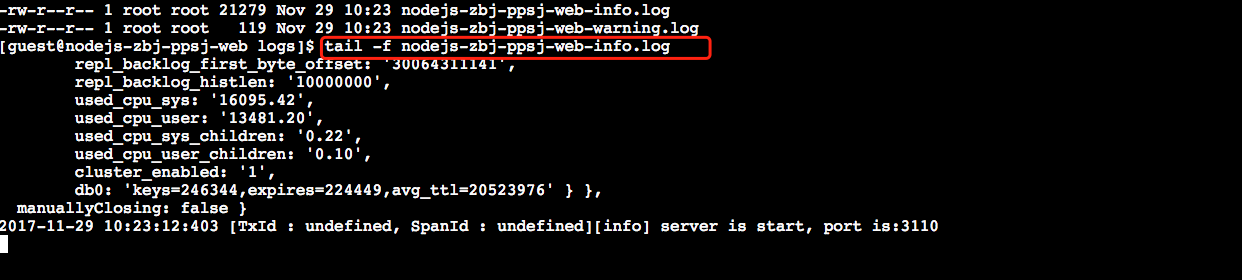 -rw-r--r-- 1 root root 21279 Nov 29 10:23 nodejs-zbj-ppsj-web-info.log
-rw-r--r-- 1 root root   119 Nov 29 10:23 nodejs-zbj-ppsj-web-warning.log
[guest@nodejs-zbj-ppsj-web logs]$ tail -f nodejs-zbj-ppsj-web-info.log
        repl_backlog_first_byte_offset: '30064311141',
        repl_backlog_histlen: '10000000',
        used_cpu_sys: '16095.42',
        used_cpu_user: '13481.20',
        used_cpu_sys_children: '0.22',
        used_cpu_user_children: '0.10',
        cluster_enabled: '1',
        db0: 'keys=246344,expires=224449,avg_ttl=20523976' } },
  manuallyClosing: false }
2017-11-29 10:23:12:403 [TxId : undefined, SpanId : undefined][info] server is start, port is:3110